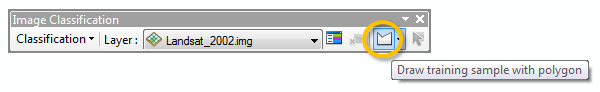 Image Classification
Classification Layer : Landsat_2002.img
Draw training sample with polygon